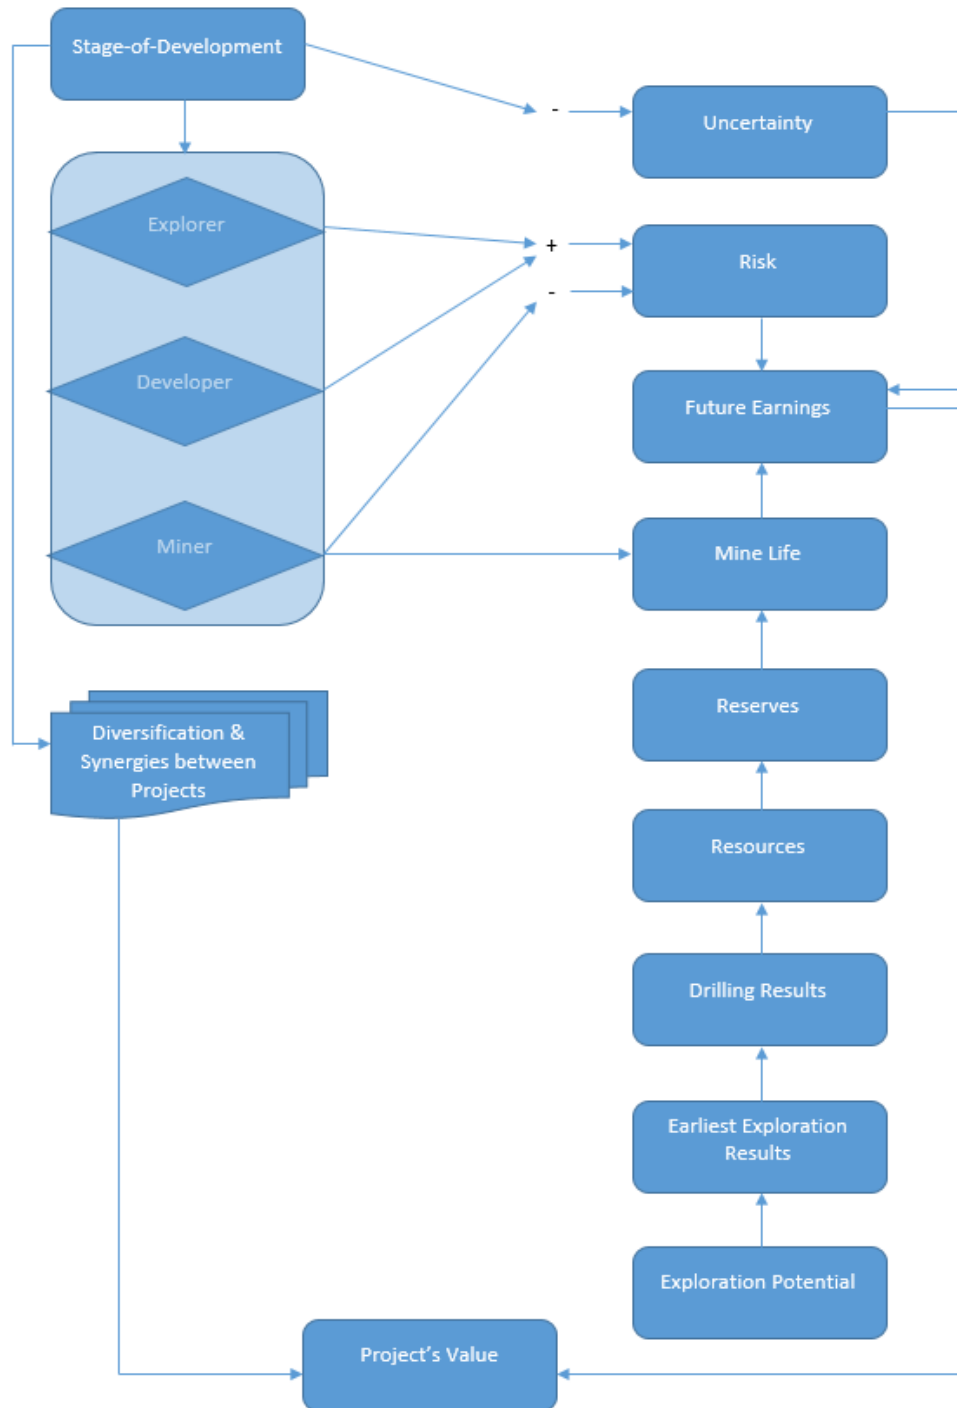 Stage-of-Development
-
Uncertainty
Explorer
+
Risk
-
Developer
Future Earnings
Miner
Mine Life
Reserves
Diversification &
Synergies between
Projects
Resources
Drilling Results
Earliest Exploration
Results
Exploration Potential
Project's Value